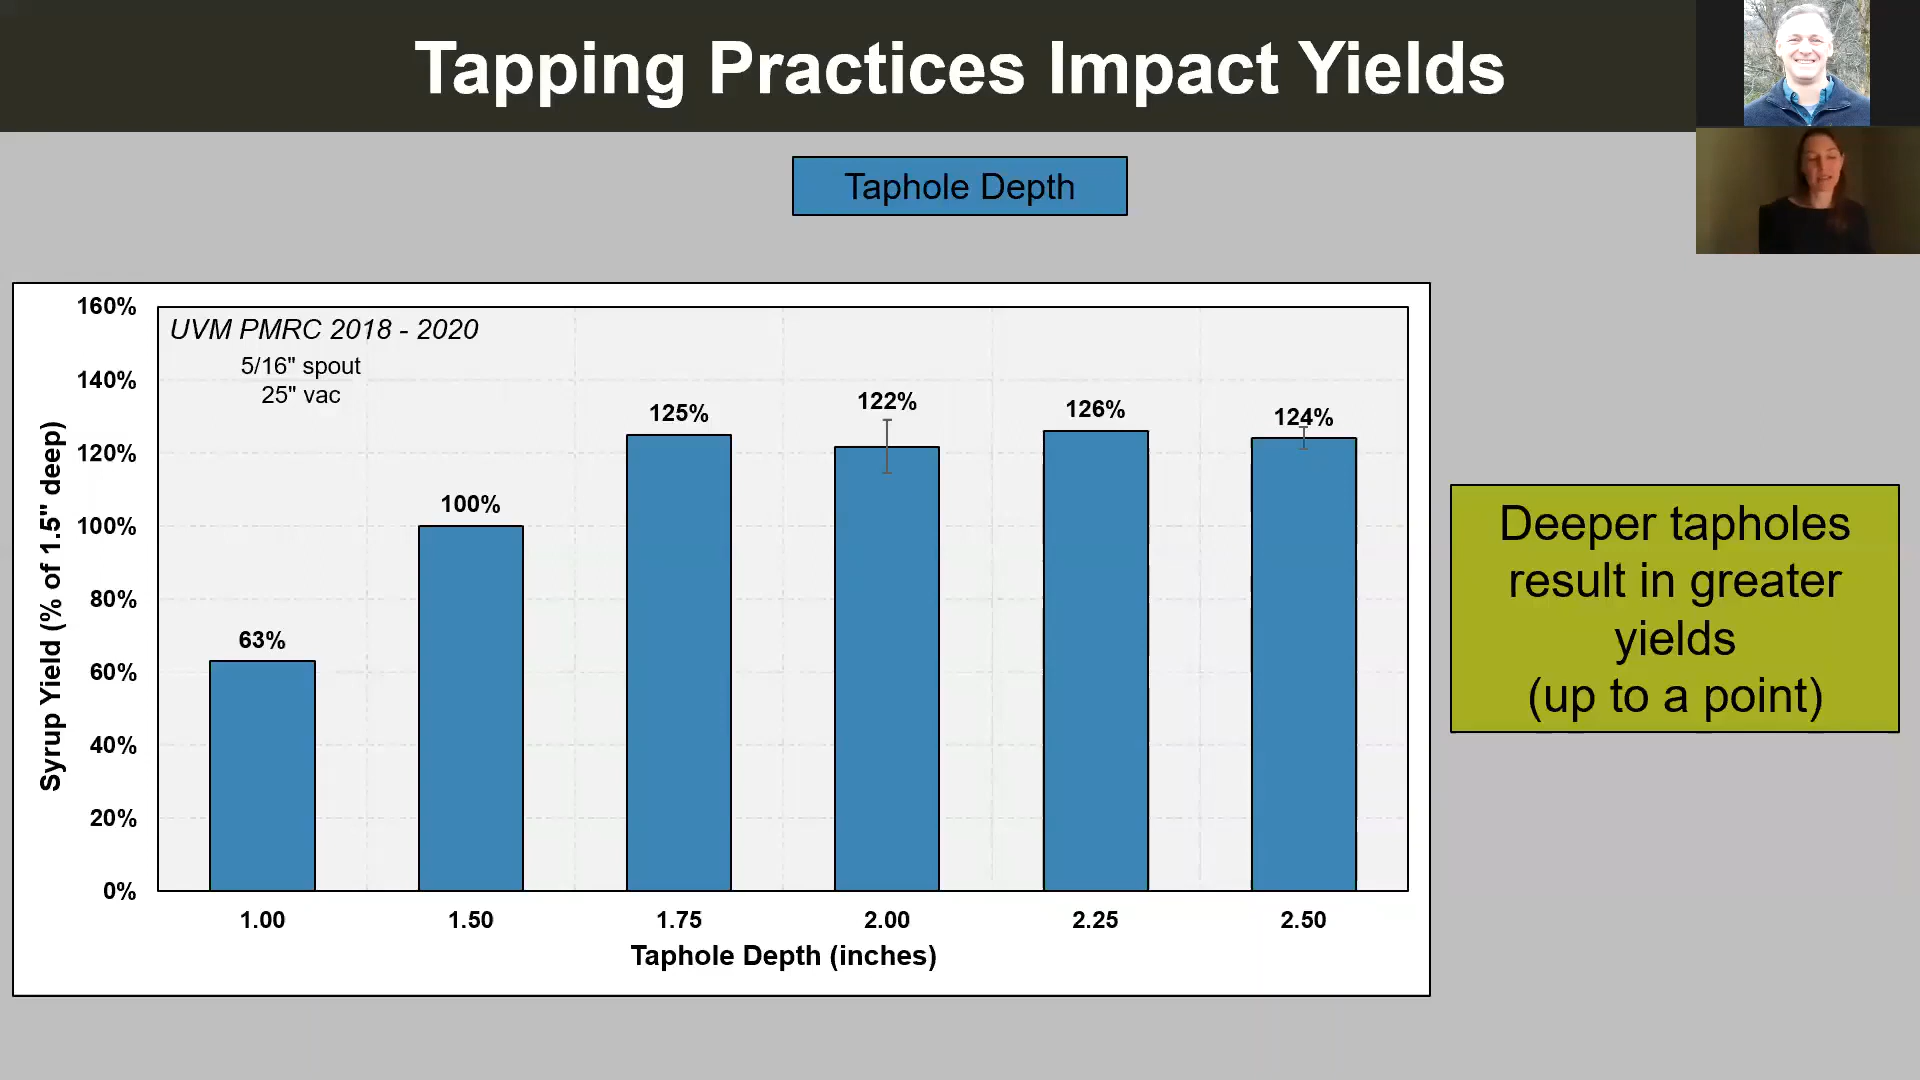 Tapping Practices Impact Yields
Taphole Depth
UVM PMRC 2018 - 2020
5/16" spout
25" vac
Syrup Yield (% of 1.5" deep)
160%
140%
120%
100%
80%
60%
40%
20%
0%
63%
100%
125%
122%
126%
124%
1.00 1.50 1.75 2.00 2.25 2.50
Taphole Depth (inches)
Deeper tapholes
result in greater
yields
(up to a point)